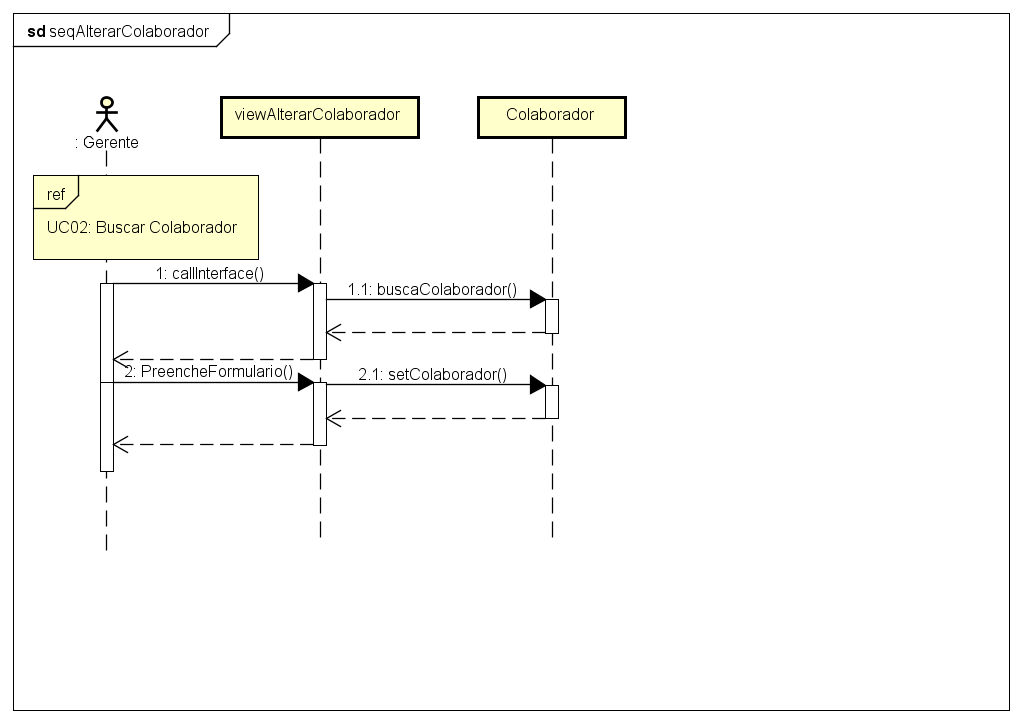 sd seqAlterarColaborador
: Gerente
viewAlterarColaborador
Colaborador
ref
UC02: Buscar Colaborador
1: callInterface()
1.1: buscaColaborador()
2: PreencheFormulario()
2.1: setColaborador()